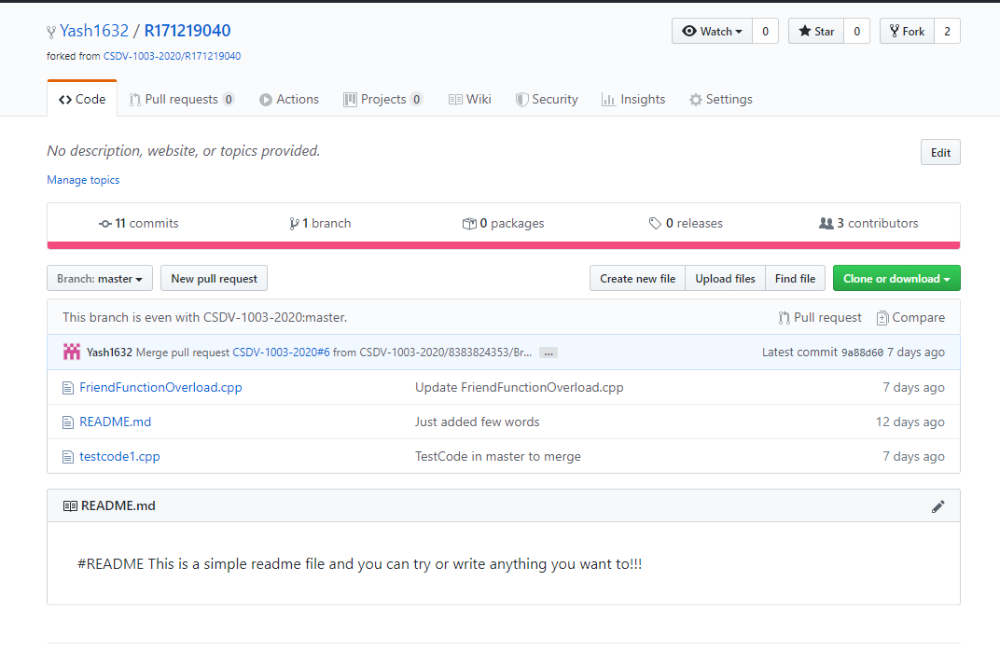 Yash1632 / R171219040
Watch 0 Star 0 Fork 2
forked from CSDV-1003-2020/R171219040
Code Pull requests 0 Actions Projects 0 Wiki Security Insights Settings
No description, website, or topics provided.
Edit
Manage topics
11 commits 1 branch 0 packages 0 releases 3 contributors
Branch: master New pull request Create new file Upload files Find file Clone or download
This branch is even with CSDV-1003-2020:master. Pull request Compare
Yash1632 Merge pull request CSDV-1003-2020#6 from CSDV-1003-2020/8383824353/Br... ... Latest commit 9a88d60 7 days ago
FriendFunctionOverload.cpp Update FriendFunctionOverload.cpp 7 days ago
README.md Just added few words 12 days ago
testcode1.cpp TestCode in master to merge 7 days ago
README.md
#README This is a simple readme file and you can try or write anything you want to!!!